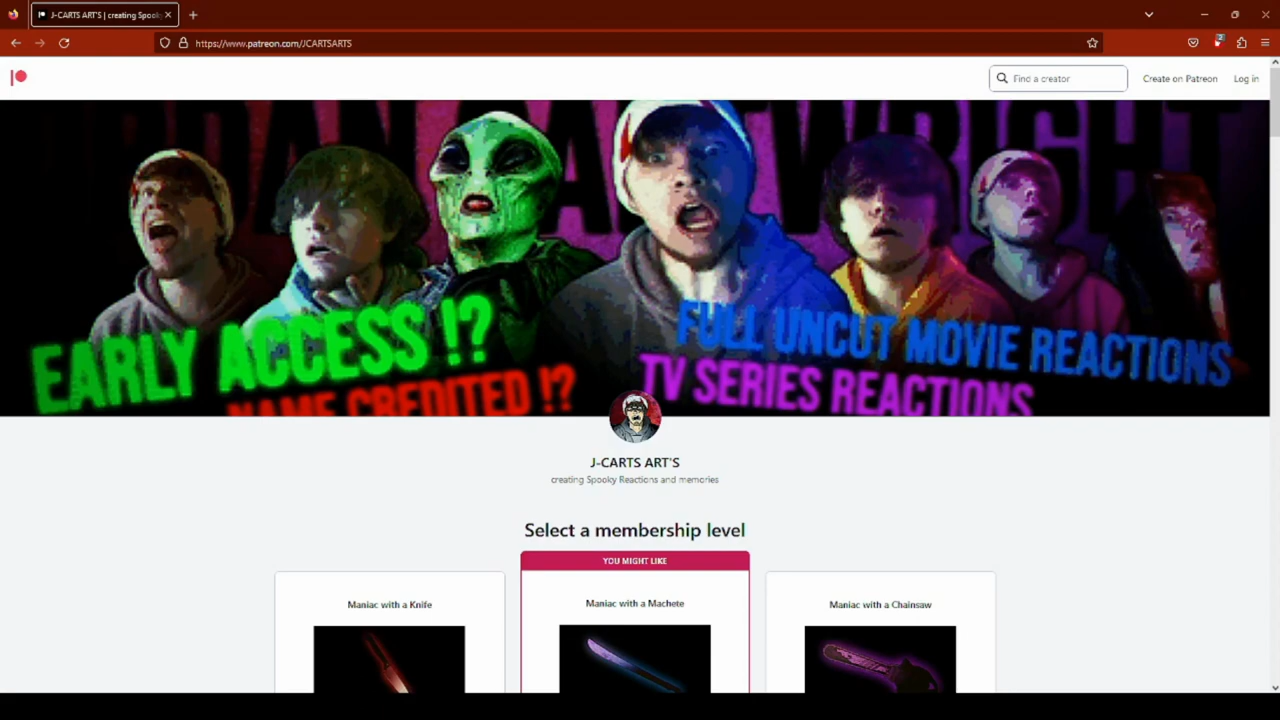 J-CARTS ART'S | creating Spooky
https://www.patreon.com/JCARTSARTS
2
Find a creator
Create on Patreon
Log in
EARLY ACCESS !?
NAME CREDITED !?
FULL UNCUT MOVIE REACTIONS
TV SERIES REACTIONS
J-CARTS ART'S
creating Spooky Reactions and memories
Select a membership level
YOU MIGHT LIKE
Maniac with a Knife
Maniac with a Machete
Maniac with a Chainsaw